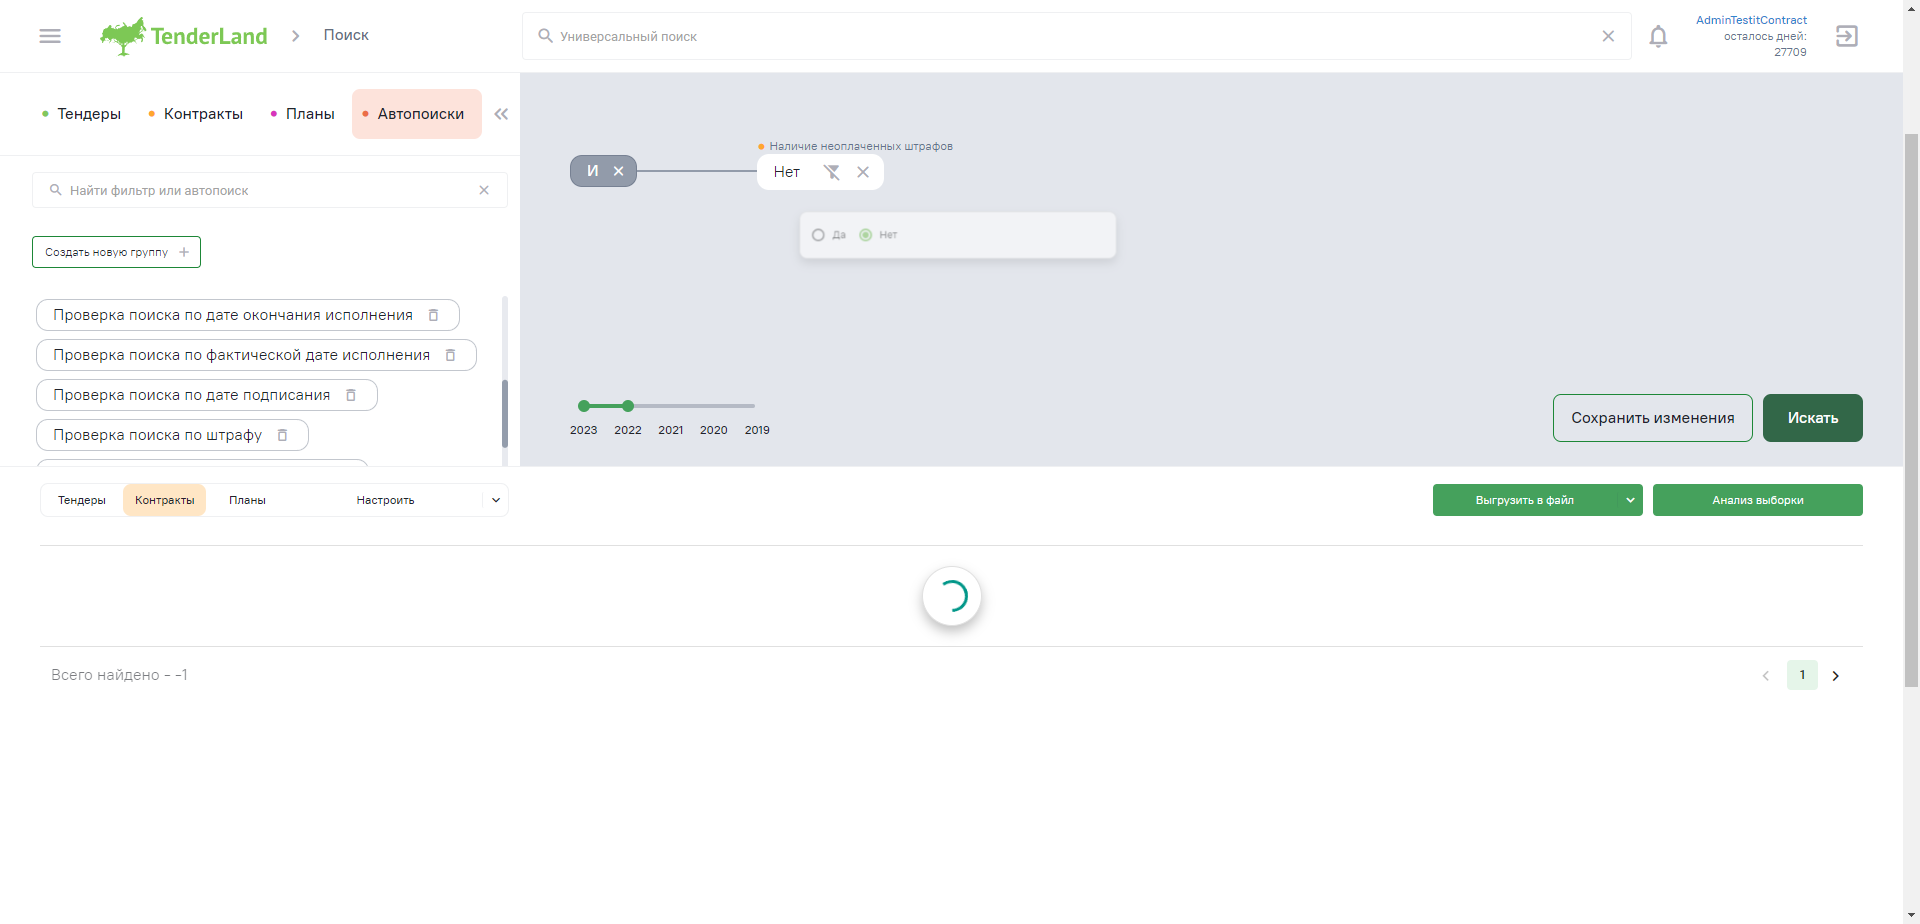 TenderLand
Поиск
Универсальный поиск
AdminTestitContract
осталось дней:
27709
Тендеры
Контракты
Планы
Автопоиски
Найти фильтр или автопоиск
Создать новую группу
Проверка поиска по дате окончания исполнения
Проверка поиска по фактической дате исполнения
Проверка поиска по дате подписания
Проверка поиска по штрафу
И
Наличие неоплаченных штрафов
Нет
Да Нет
2023 2022 2021 2020 2019
Сохранить изменения
Искать
Тендеры Контракты Планы Настроить
Выгрузить в файл
Анализ выборки
Всего найдено - -1
1